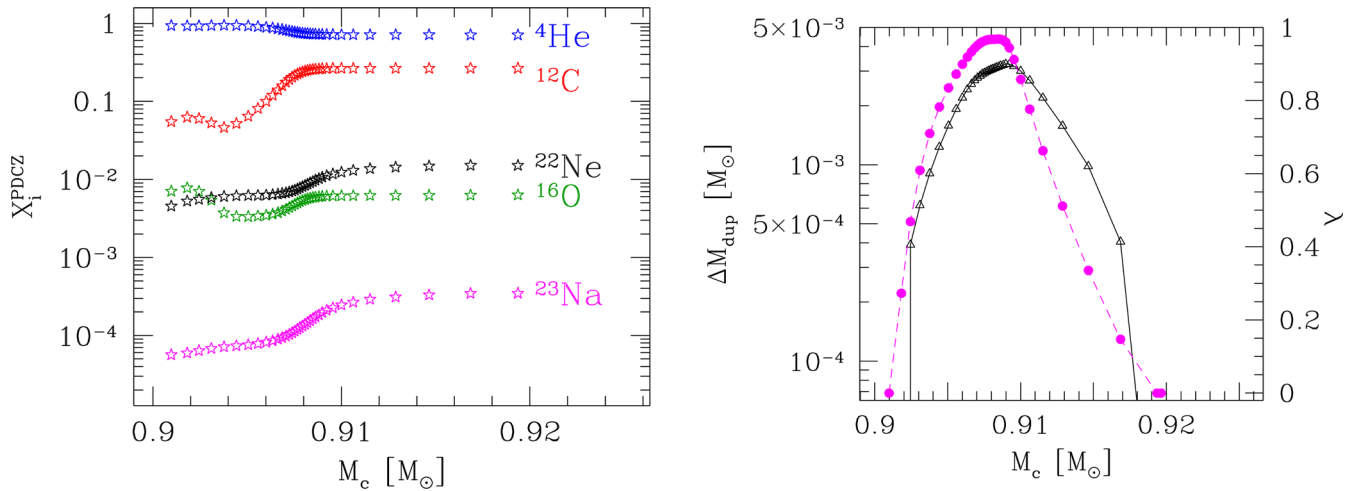 1
0.1
10⁻²
10⁻³
10⁻⁴
X_i^PDCZ
⁴He
¹²C
²²Ne
¹⁶O
²³Na
0.9
0.91
0.92
M_c [M_⊙]
5×10⁻³
10⁻³
5×10⁻⁴
10⁻⁴
ΔM_dup [M_⊙]
1
0.8
0.6
0.4
0.2
0
λ
0.9
0.91
0.92
M_c [M_⊙]